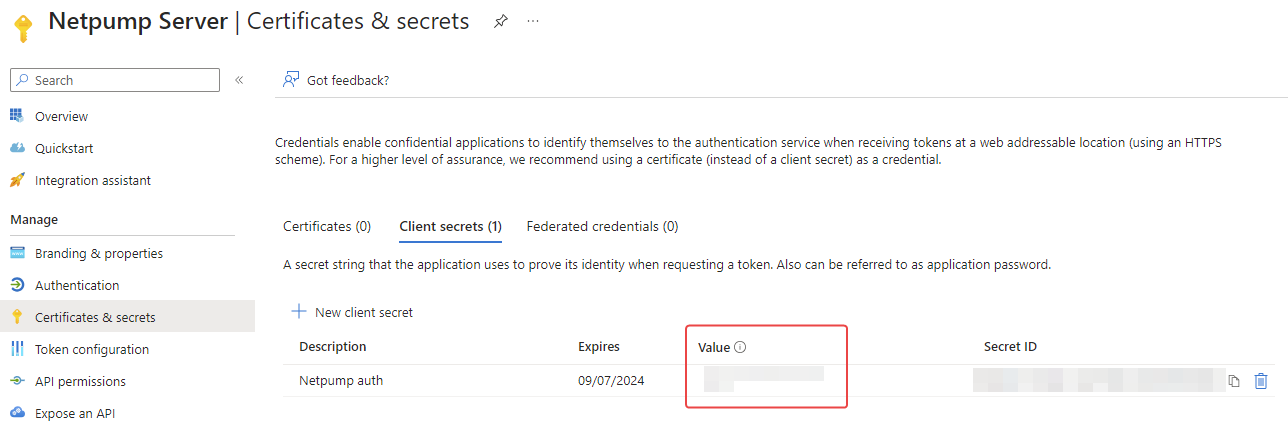 Netpump Server | Certificates & secrets
Search
Got feedback?
Overview
Quickstart
Integration assistant
Manage
Branding & properties
Authentication
Certificates & secrets
Token configuration
API permissions
Expose an API
Credentials enable confidential applications to identify themselves to the authentication service when receiving tokens at a web addressable location (using an HTTPS
scheme). For a higher level of assurance, we recommend using a certificate (instead of a client secret) as a credential.
Certificates (0) Client secrets (1) Federated credentials (0)
A secret string that the application uses to prove its identity when requesting a token. Also can be referred to as application password.
New client secret
Description Expires Value Secret ID
Netpump auth 09/07/2024